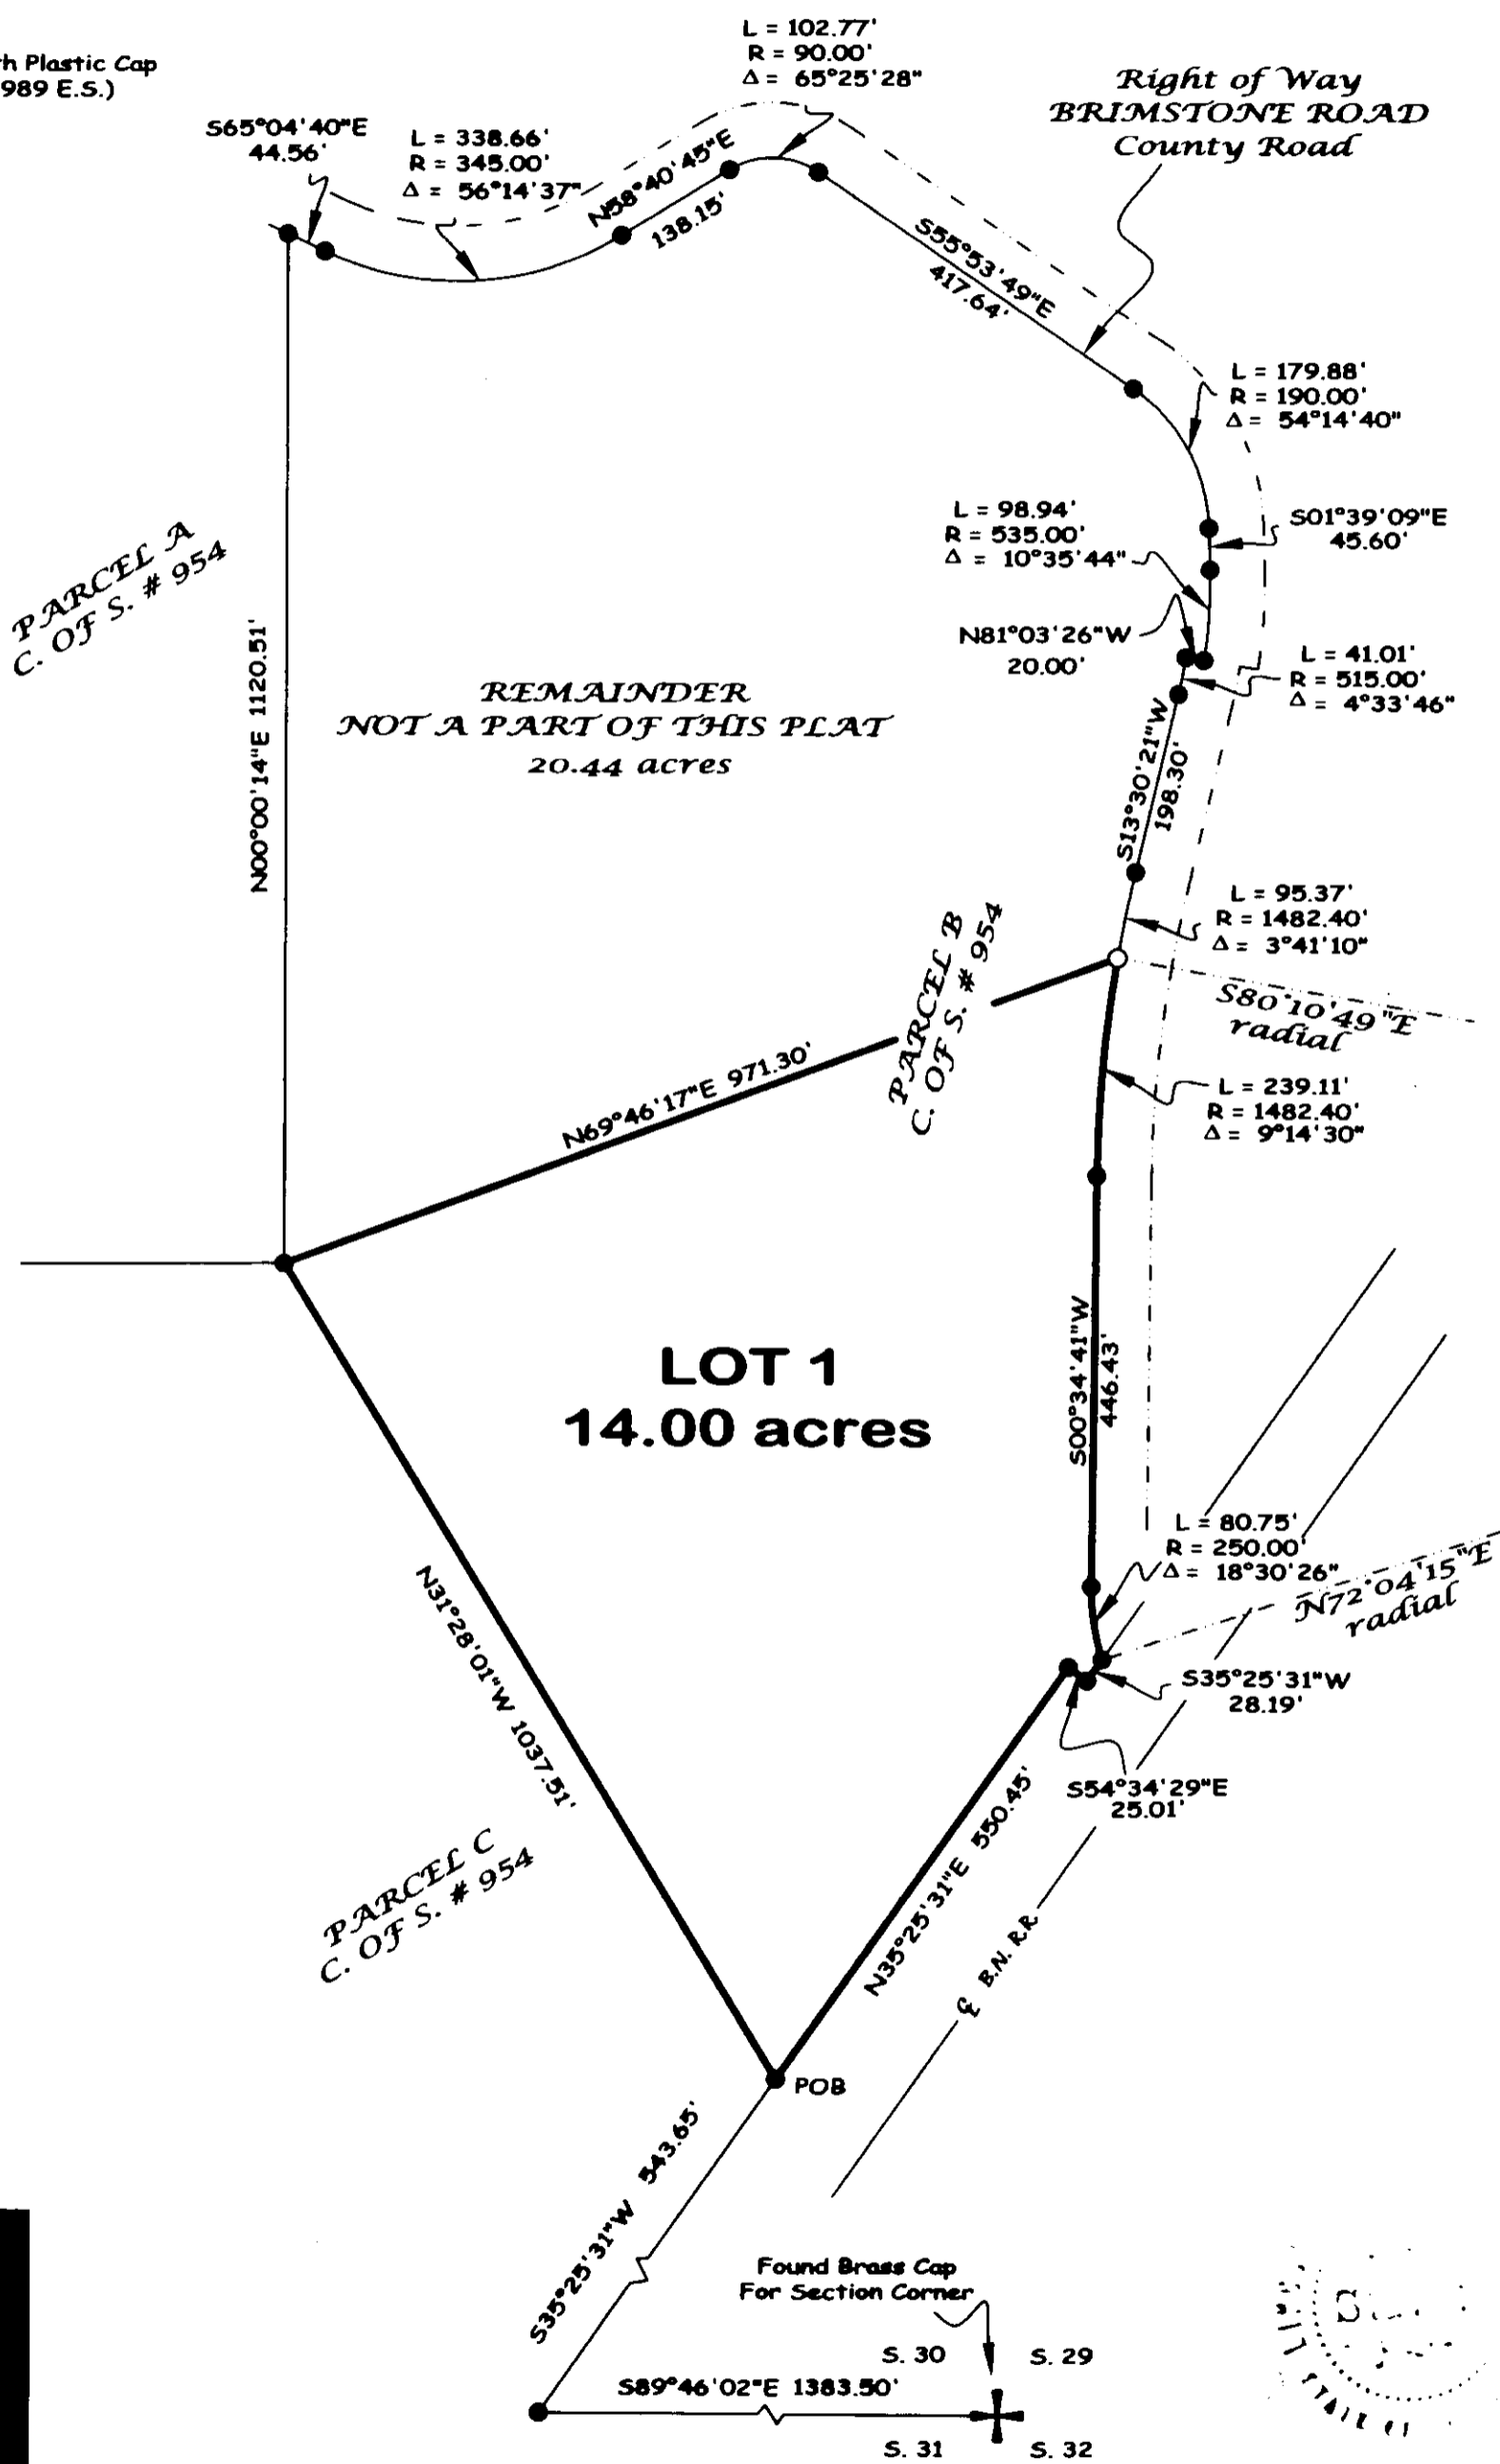 h Plastic Cap
989 E.S.)
S65°04'40"E
44.56'
L = 338.66'
R = 345.00'
Δ = 56°14'37"
N58°40'45"E
138.15'
L = 102.77'
R = 90.00'
Δ = 65°25'28"
Right of Way
BRIMSTONE ROAD
County Road
S55°53'49"E
417.64'
L = 179.88'
R = 190.00'
Δ = 54°14'40"
L = 98.94'
R = 535.00'
Δ = 10°35'44"
S01°39'09"E
45.60'
N81°03'26"W
20.00'
L = 41.01'
R = 515.00'
Δ = 4°33'46"
PARCEL A
C. OF S. # 954
N00°00'14"E 1120.51'
REMAINDER
NOT A PART OF THIS PLAT
20.44 acres
S13°30'21"W
198.30'
L = 95.37'
R = 1482.40'
Δ = 3°41'10"
PARCEL B
C. OF S. # 954
S80°10'49"E
radial
N69°46'17"E 971.30'
L = 239.11'
R = 1482.40'
Δ = 9°14'30"
LOT 1
14.00 acres
S00°34'41"W
446.43'
L = 80.75'
R = 250.00'
Δ = 18°30'26"
N72°04'15"E
radial
N31°28'01"W 1037.51'
S35°25'31"W
28.19'
S54°34'29"E
25.01'
N35°25'31"E 550.45'
PARCEL C
C. OF S. # 954
℄ B.N. R.R.
POB
S35°25'31"W 543.65'
Found Brass Cap
For Section Corner
S. 30
S. 29
S89°46'02"E 1383.50'
S. 31
S. 32